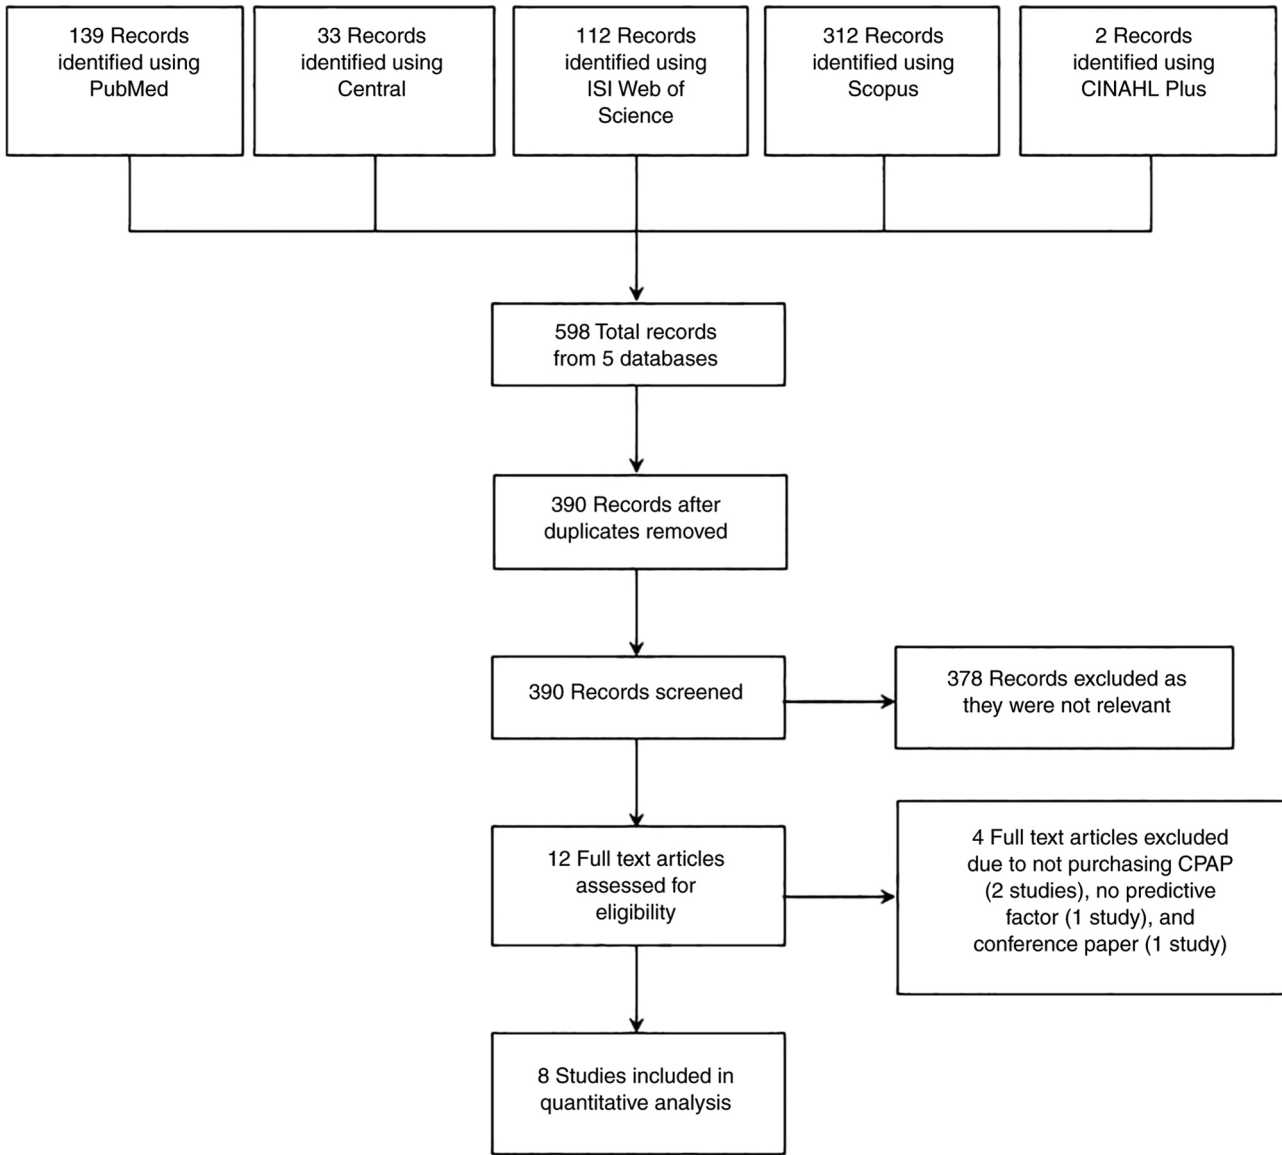 139 Records
identified using
PubMed
33 Records
identified using
Central
112 Records
identified using
ISI Web of
Science
312 Records
identified using
Scopus
2 Records
identified using
CINAHL Plus
598 Total records
from 5 databases
390 Records after
duplicates removed
390 Records screened
378 Records excluded as
they were not relevant
12 Full text articles
assessed for
eligibility
4 Full text articles excluded
due to not purchasing CPAP
(2 studies), no predictive
factor (1 study), and
conference paper (1 study)
8 Studies included in
quantitative analysis